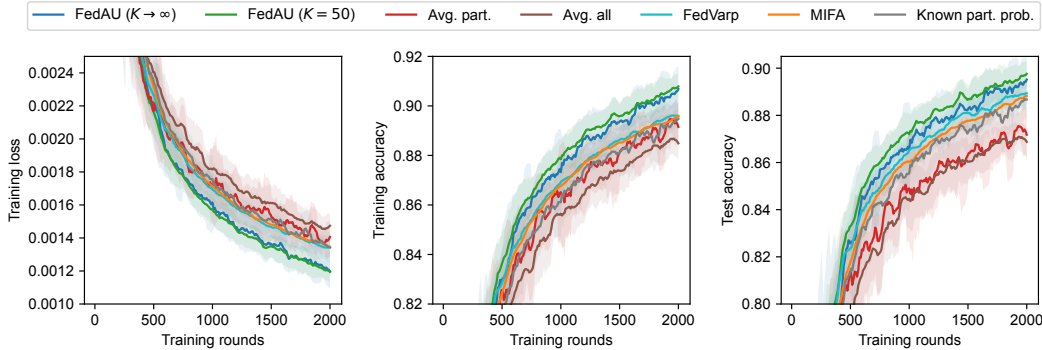 FedAU (K → ∞) FedAU (K = 50) Avg. part. Avg. all FedVarp MIFA Known part. prob.
0.0024
0.0022
0.0020
0.0018
0.0016
0.0014
0.0012
0.0010
Training loss
0 500 1000 1500 2000
Training rounds
0.92
0.90
0.88
0.86
0.84
0.82
Training accuracy
0 500 1000 1500 2000
Training rounds
0.90
0.88
0.86
0.84
0.82
0.80
Test accuracy
0 500 1000 1500 2000
Training rounds